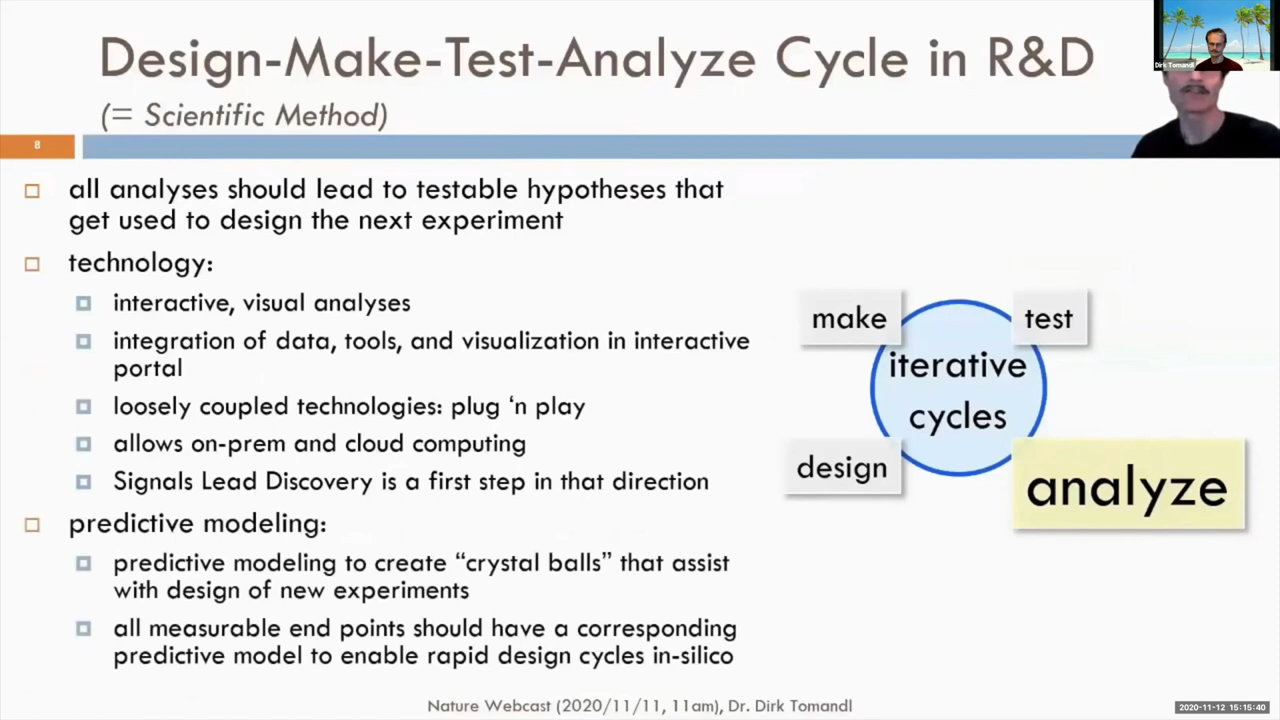 Design-Make-Test-Analyze Cycle in R&D
(= Scientific Method)
Dirk Tomandl
8
all analyses should lead to testable hypotheses that
get used to design the next experiment
technology:
interactive, visual analyses
integration of data, tools, and visualization in interactive
portal
loosely coupled technologies: plug ‘n play
allows on-prem and cloud computing
Signals Lead Discovery is a first step in that direction
predictive modeling:
predictive modeling to create “crystal balls” that assist
with design of new experiments
all measurable end points should have a corresponding
predictive model to enable rapid design cycles in-silico
make
test
iterative
cycles
design
analyze
Nature Webcast (2020/11/11, 11am), Dr. Dirk Tomandl
2020-11-12 15:15:40